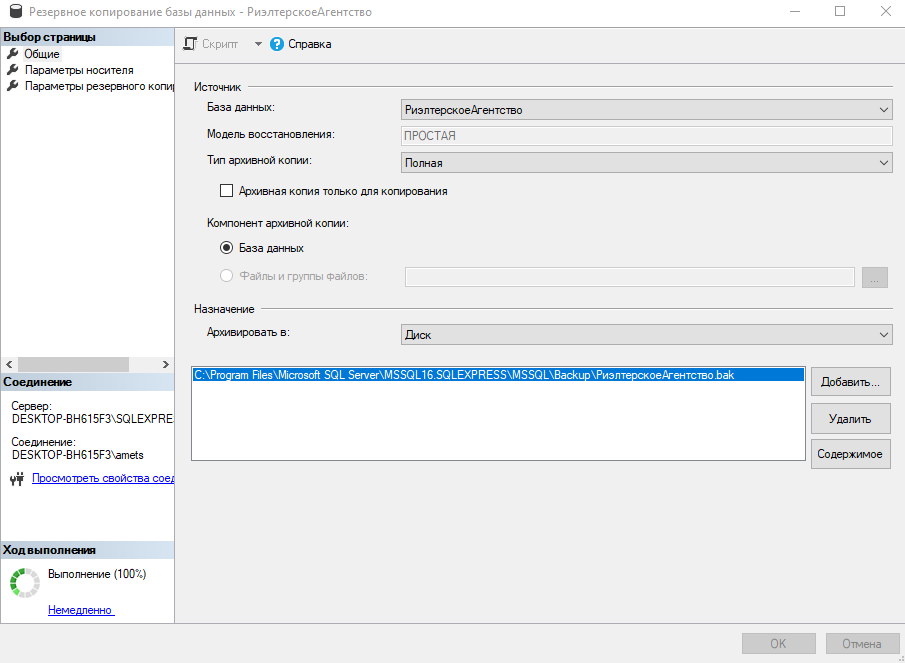 Резервное копирование базы данных - РиэлтерскоеАгентство
Выбор страницы
Общие
Параметры носителя
Параметры резервного копи
Скрипт
Справка
Источник
База данных:
РиэлтерскоеАгентство
Модель восстановления:
ПРОСТАЯ
Тип архивной копии:
Полная
Архивная копия только для копирования
Компонент архивной копии:
База данных
Файлы и группы файлов:
...
Назначение
Архивировать в:
Диск
C:\Program Files\Microsoft SQL Server\MSSQL16.SQLEXPRESS\MSSQL\Backup\РиэлтерскоеАгентство.bak
Добавить...
Удалить
Содержимое
Соединение
Сервер:
DESKTOP-BH615F3\SQLEXPRE
Соединение:
DESKTOP-BH615F3\amets
Просмотреть свойства соед
Ход выполнения
Выполнение (100%)
Немедленно
OK
Отмена